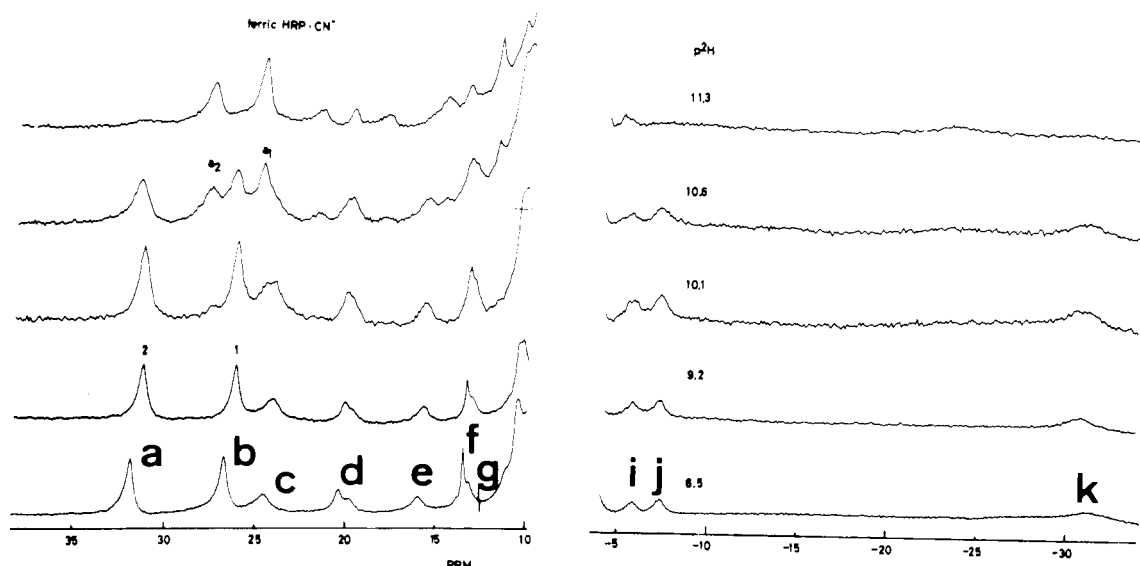 ferric HRP·CN⁻
p²H
11.3
a₂ a₁
10.6
10.1
2 1
9.2
a b c d e f g
i j k
6.5
35 30 25 20 15 10
PPM
-5 -10 -15 -20 -25 -30